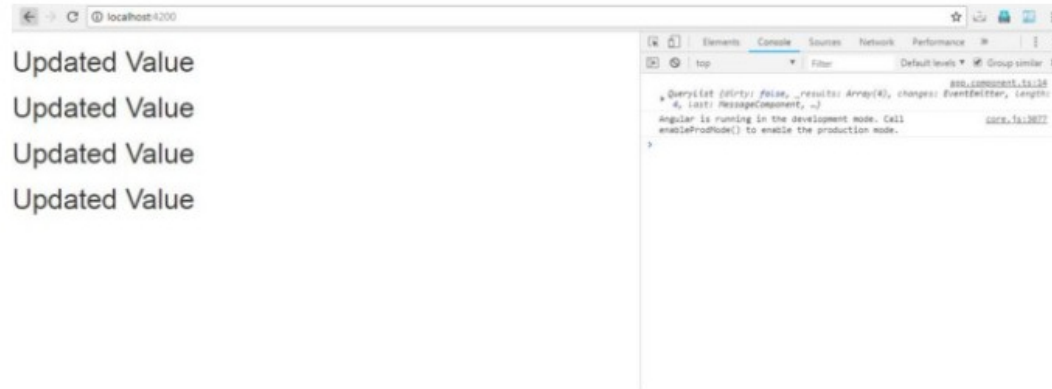 localhost:4200
Updated Value
Updated Value
Updated Value
Updated Value
Elements Console Sources Network Performance »
top Filter Default levels ▼ Group similar
app.component.ts:14
QueryList {dirty: false, _results: Array(4), changes: EventEmitter, length:
4, last: MessageComponent, …}
Angular is running in the development mode. Call core.js:3077
enableProdMode() to enable the production mode.